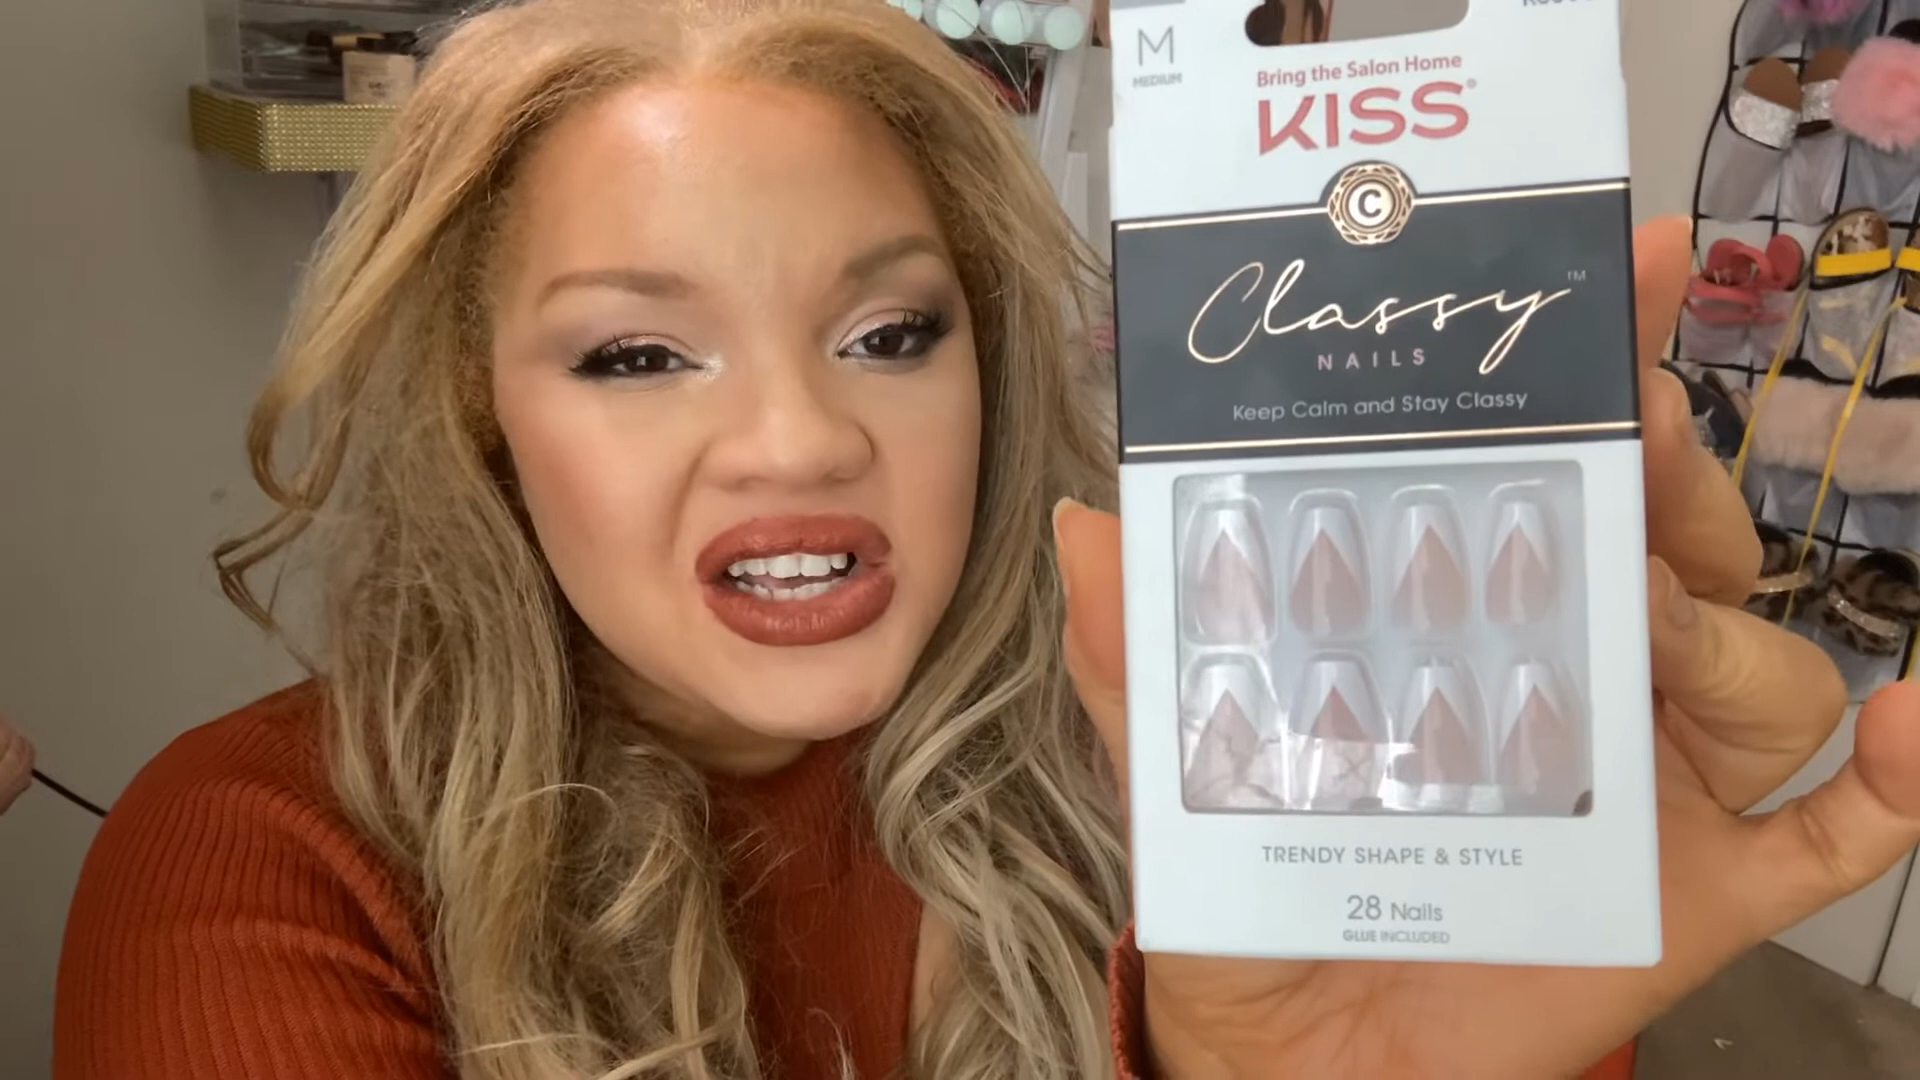 M
MEDIUM
Bring the Salon Home
KISS®
C
Classy™
NAILS
Keep Calm and Stay Classy
TRENDY SHAPE & STYLE
28 Nails
GLUE INCLUDED